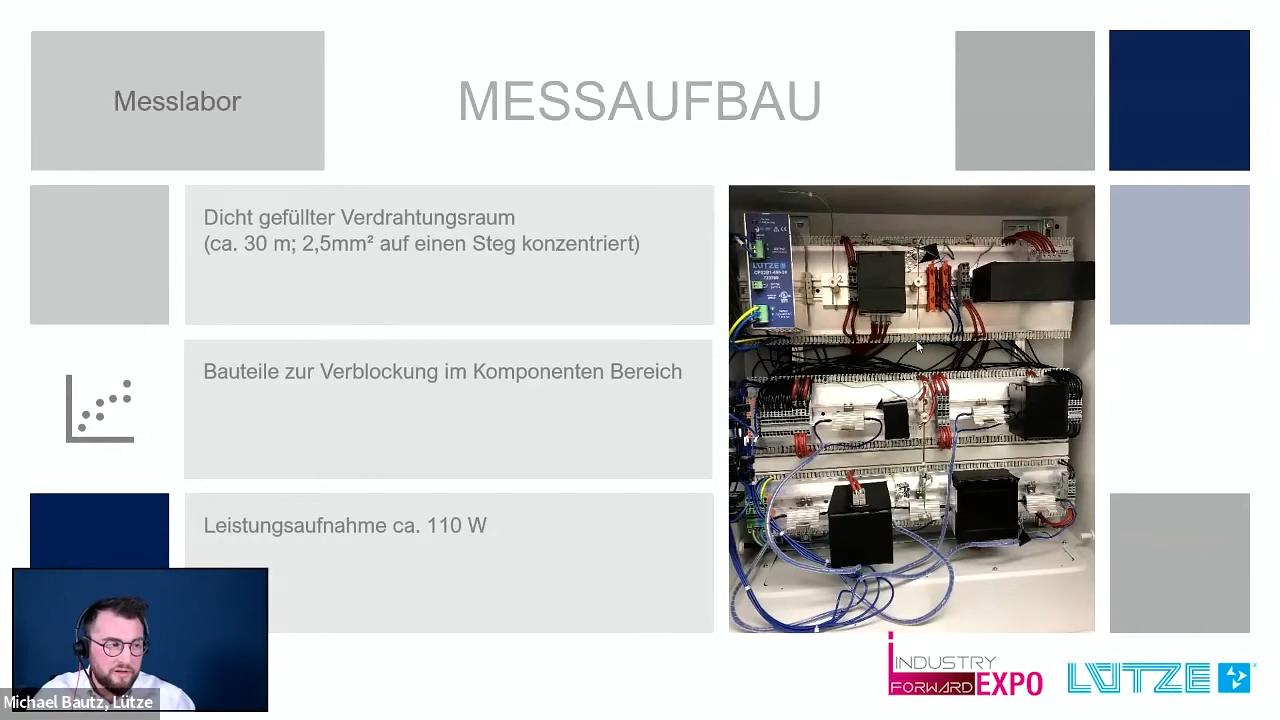 Messlabor
MESSAUFBAU
Dicht gefüllter Verdrahtungsraum
(ca. 30 m; 2,5mm² auf einen Steg konzentriert)
Bauteile zur Verblockung im Komponenten Bereich
Leistungsaufnahme ca. 110 W
LÜTZE
Michael Bautz, Lütze
INDUSTRY
FORWARD EXPO
LÜTZE